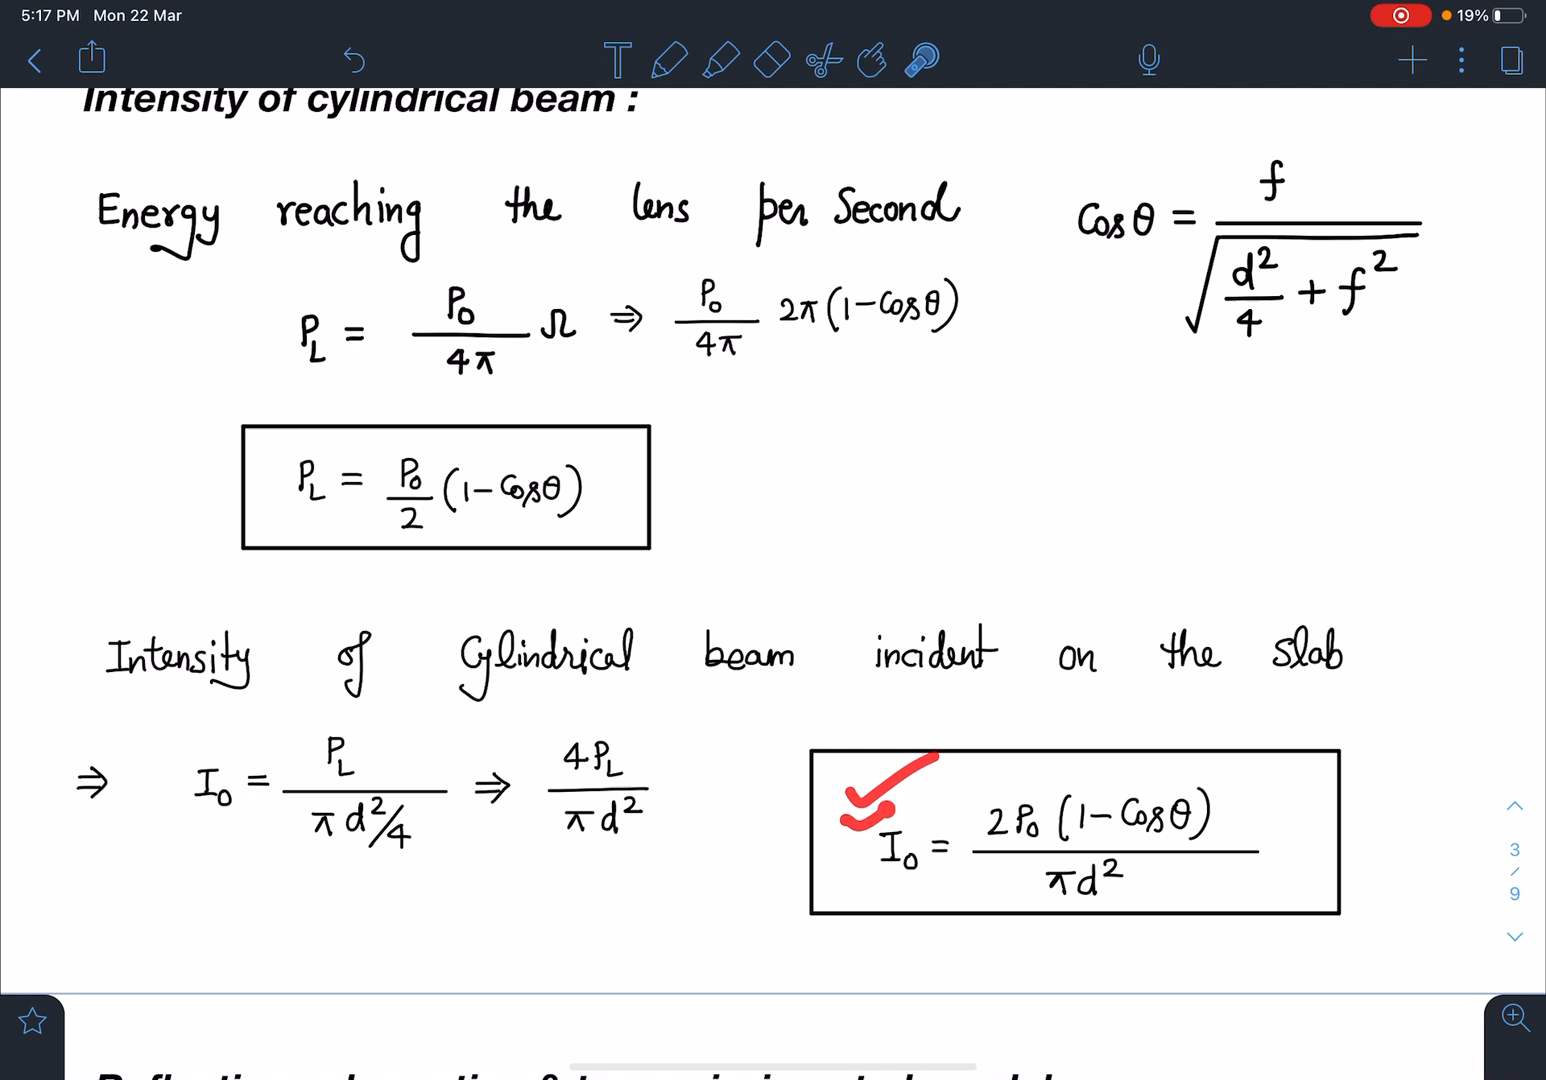 5:17 PM Mon 22 Mar
19%
Intensity of cylindrical beam :
Energy reaching the lens per Second
Cosθ = f / √(d²/4 + f²)
P_L = P₀/4π Ω ⇒ P₀/4π 2π(1-Cosθ)
P_L = P₀/2 (1-Cosθ)
Intensity of Cylindrical beam incident on the slab
⇒ I₀ = P_L / (πd²/4) ⇒ 4P_L / πd²
I₀ = 2P₀(1-Cosθ) / πd²
3
/
9